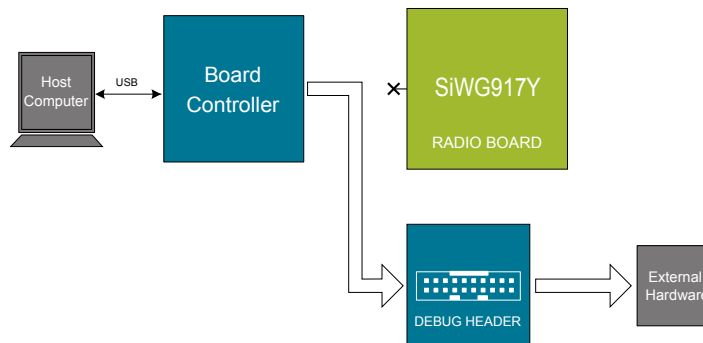 Host
Computer
USB
Board
Controller
SiWG917Y
RADIO BOARD
DEBUG HEADER
External
Hardware